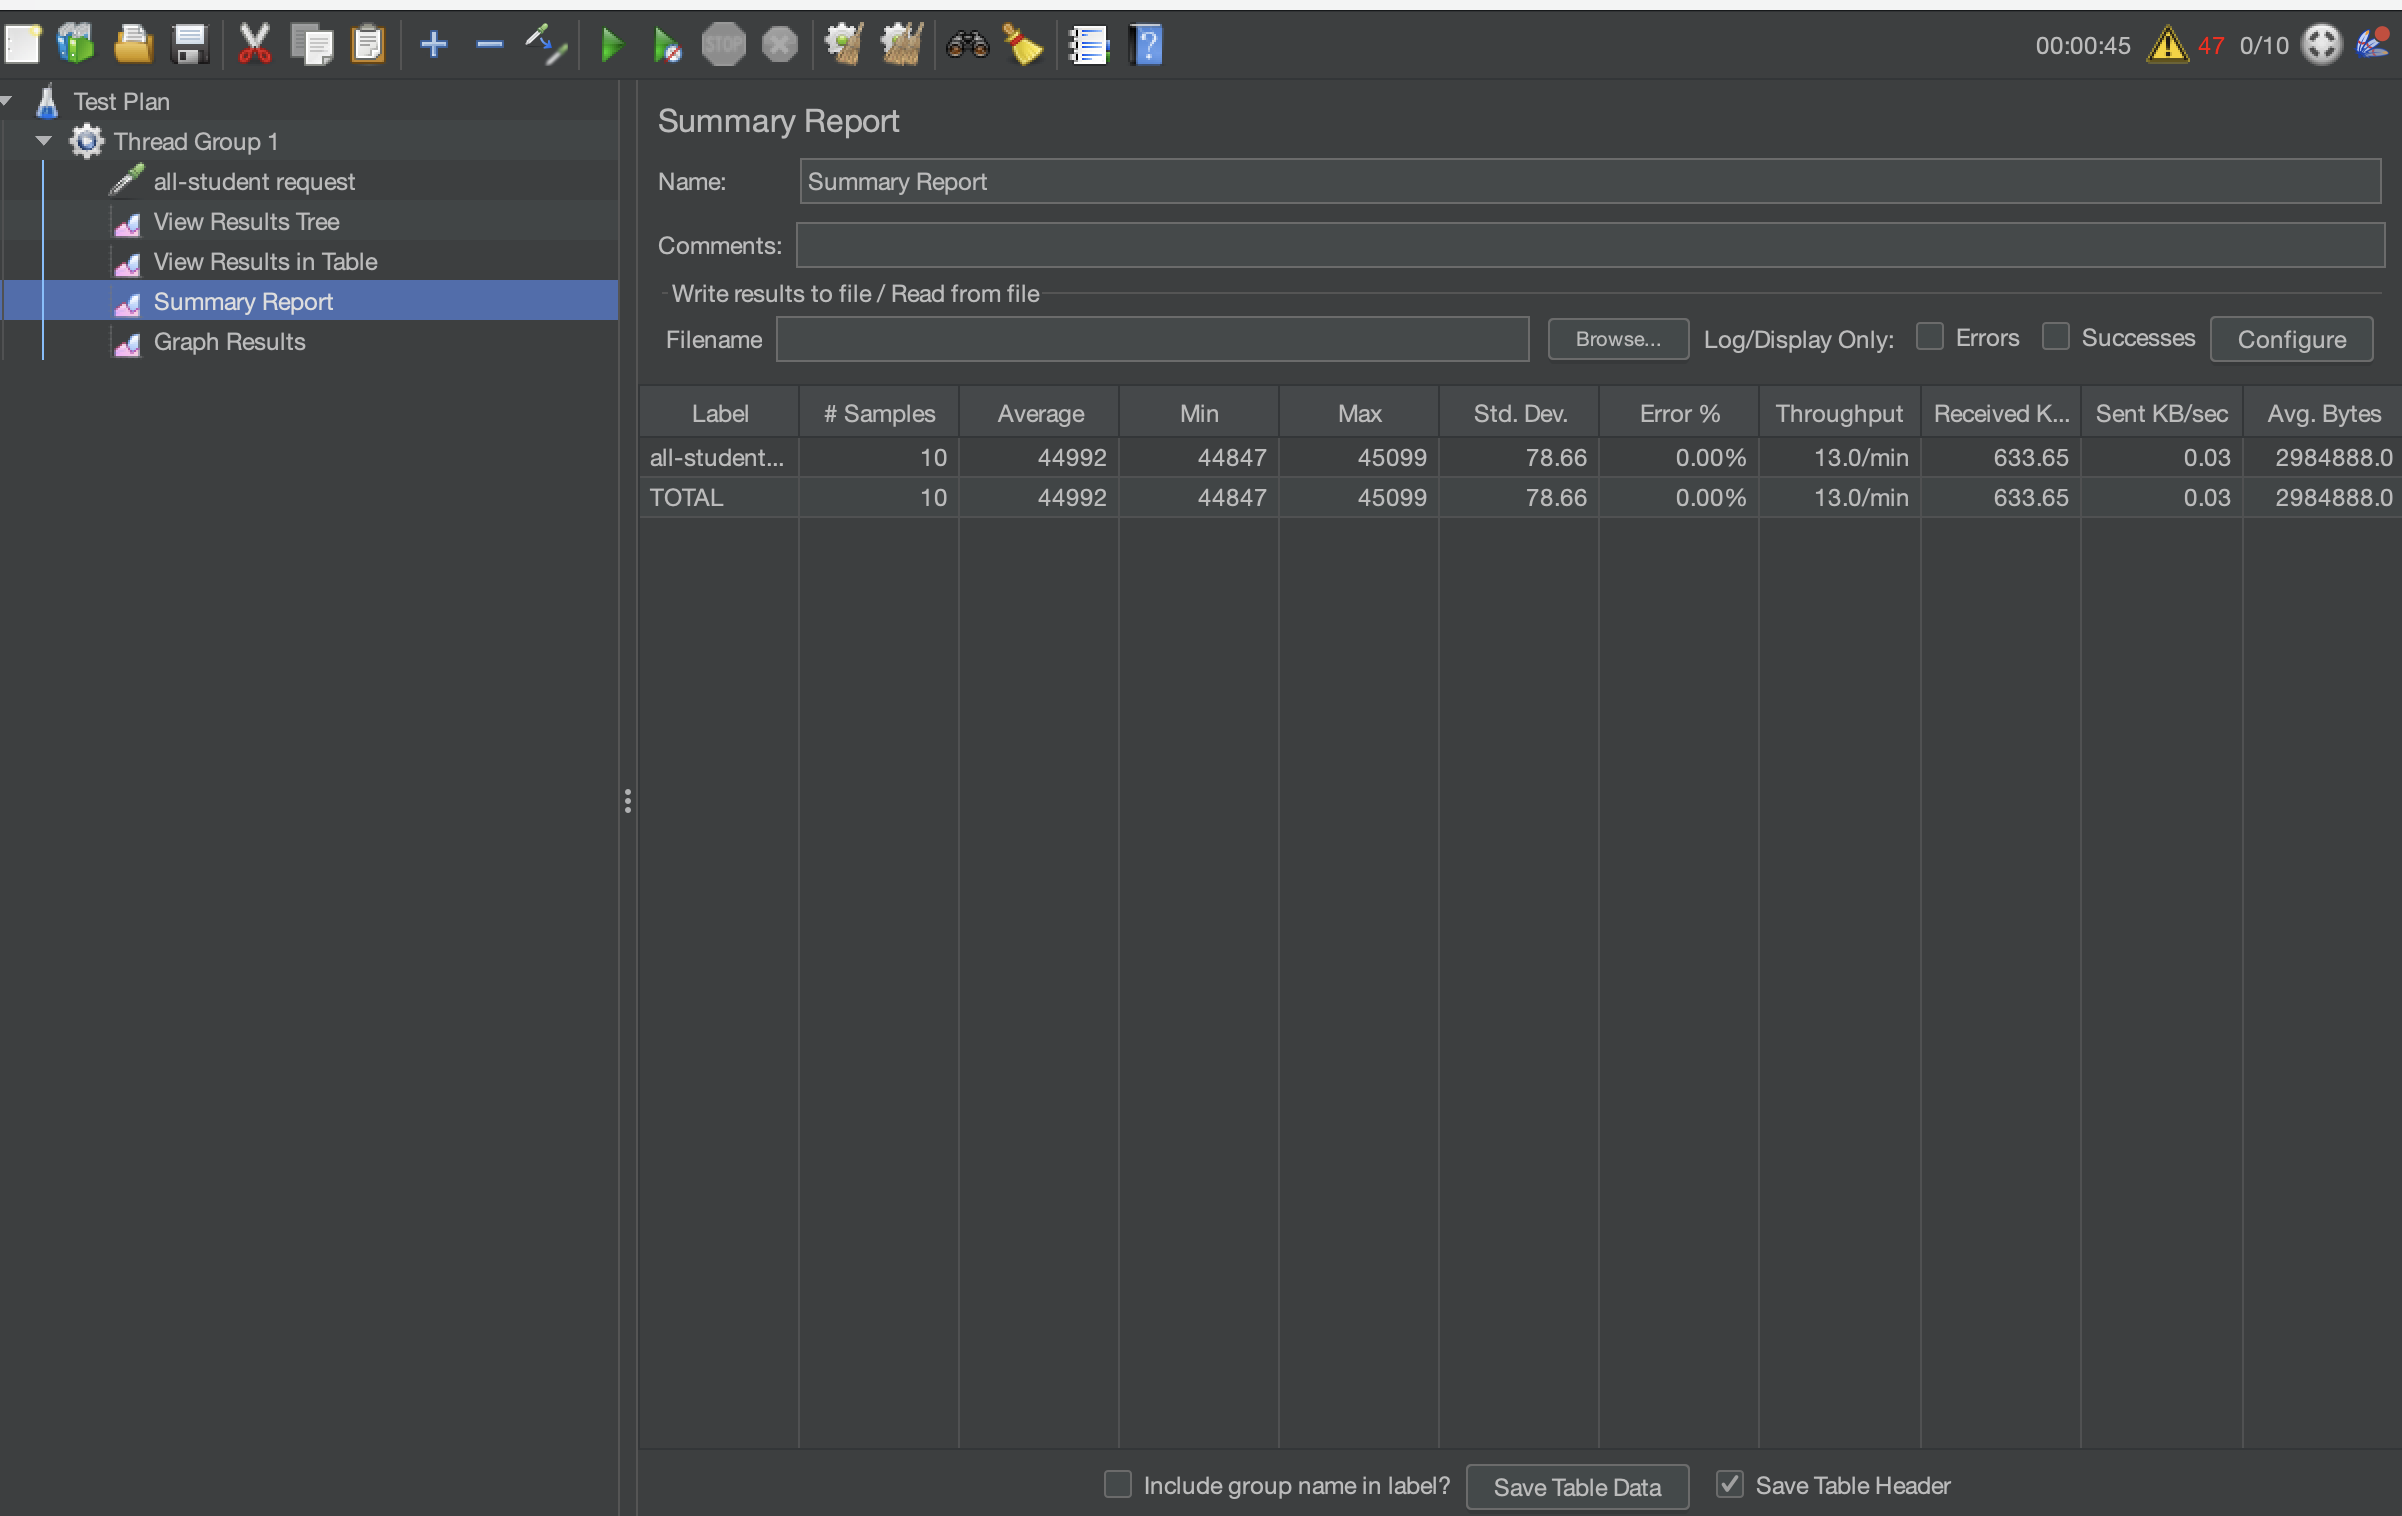 STOP
?
00:00:45 47 0/10
Test Plan
Thread Group 1
all-student request
View Results Tree
View Results in Table
Summary Report
Graph Results
Summary Report
Name: Summary Report
Comments:
Write results to file / Read from file
Filename Browse... Log/Display Only: Errors Successes Configure
Label # Samples Average Min Max Std. Dev. Error % Throughput Received K... Sent KB/sec Avg. Bytes
all-student... 10 44992 44847 45099 78.66 0.00% 13.0/min 633.65 0.03 2984888.0
TOTAL 10 44992 44847 45099 78.66 0.00% 13.0/min 633.65 0.03 2984888.0
Include group name in label? Save Table Data Save Table Header